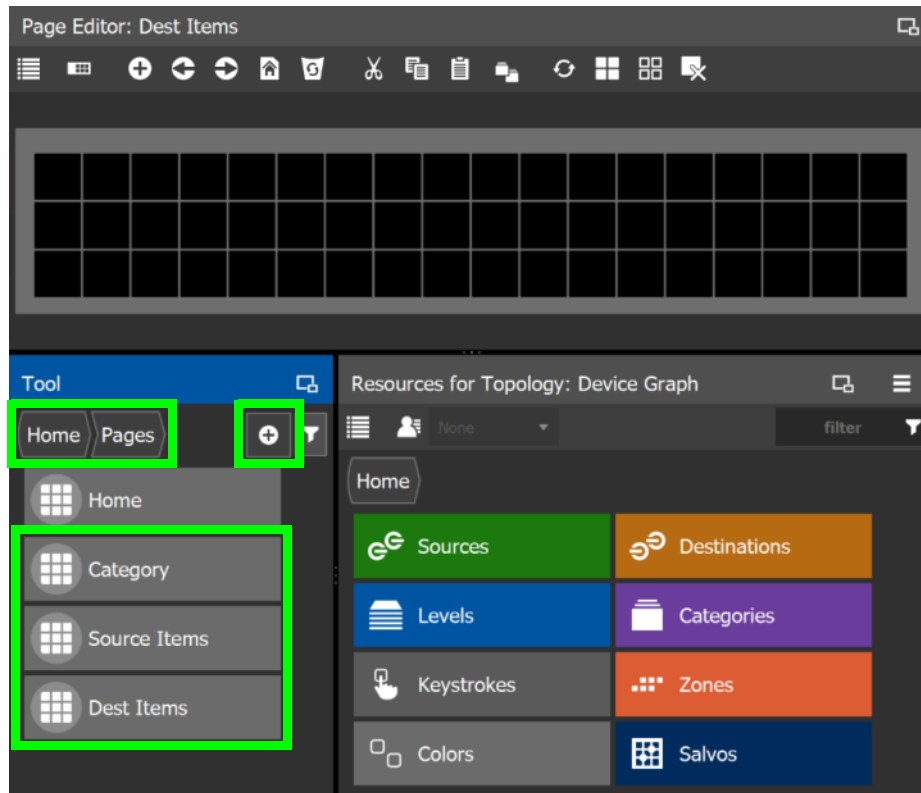 Page Editor: Dest Items
Tool
Home Pages
Home
Category
Source Items
Dest Items
Resources for Topology: Device Graph
None
filter
Home
Sources
Destinations
Levels
Categories
Keystrokes
Zones
Colors
Salvos